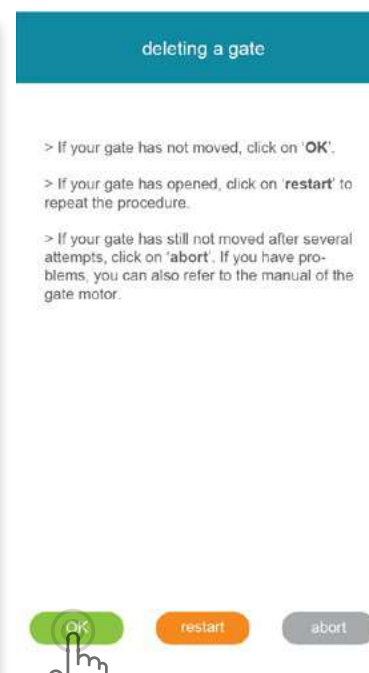 deleting a gate
> If your gate has not moved, click on 'OK'.
> If your gate has opened, click on 'restart' to
repeat the procedure.
> If your gate has still not moved after several
attempts, click on 'abort'. If you have pro-
blems, you can also refer to the manual of the
gate motor.
OK
restart
abort